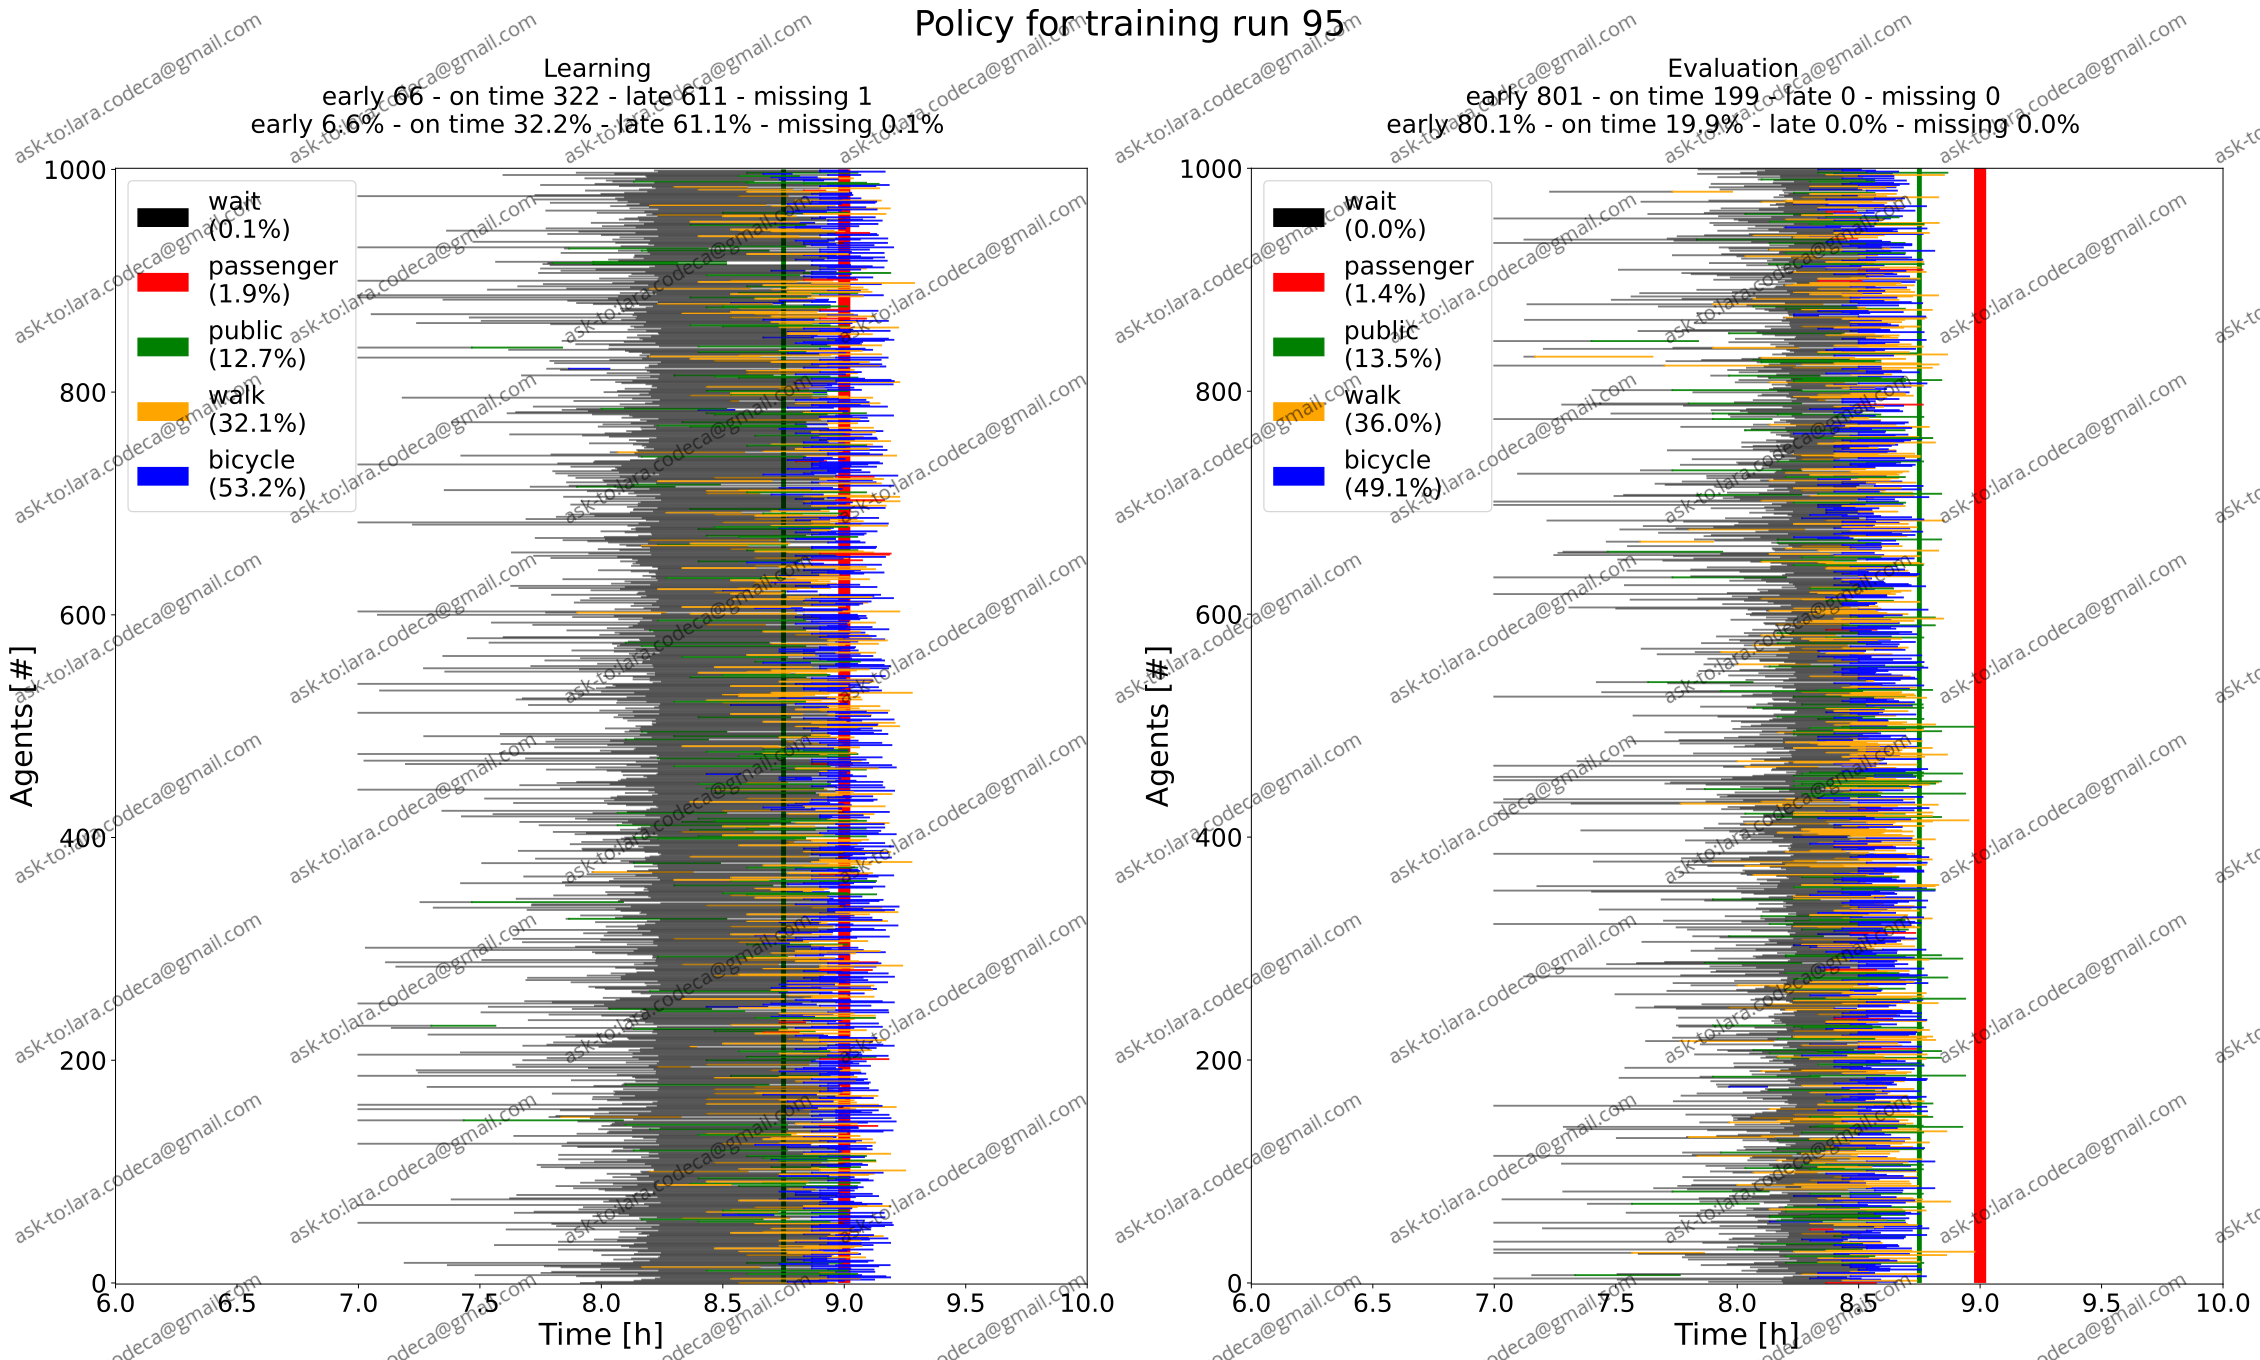 Policy for training run 95
Learning
early 66 - on time 322 - late 611 - missing 1
early 6.6% - on time 32.2% - late 61.1% - missing 0.1%
1000
800
600
400
200
0
Agents [#]
wait
(0.1%)
passenger
(1.9%)
public
(12.7%)
walk
(32.1%)
bicycle
(53.2%)
6.0 6.5 7.0 7.5 8.0 8.5 9.0 9.5 10.0
Time [h]
Evaluation
early 801 - on time 199 - late 0 - missing 0
early 80.1% - on time 19.9% - late 0.0% - missing 0.0%
1000
800
600
400
200
0
Agents [#]
wait
(0.0%)
passenger
(1.4%)
public
(13.5%)
walk
(36.0%)
bicycle
(49.1%)
6.0 6.5 7.0 7.5 8.0 8.5 9.0 9.5 10.0
Time [h]
ask-to:lara.codeca@gmail.com